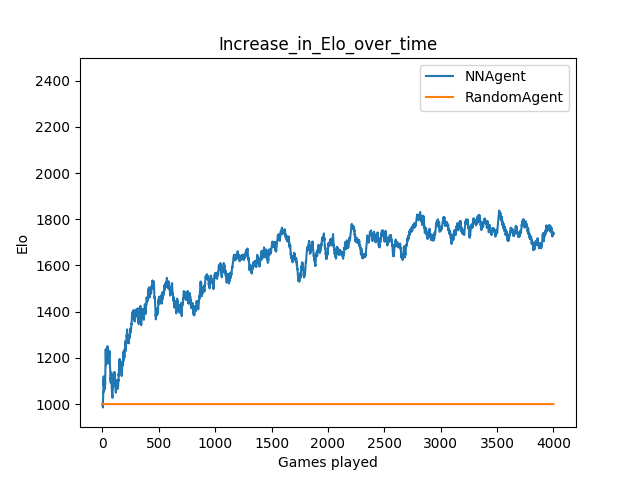 Increase_in_Elo_over_time
NNAgent
RandomAgent
2400
2200
2000
1800
1600
1400
1200
1000
Elo
0 500 1000 1500 2000 2500 3000 3500 4000
Games played